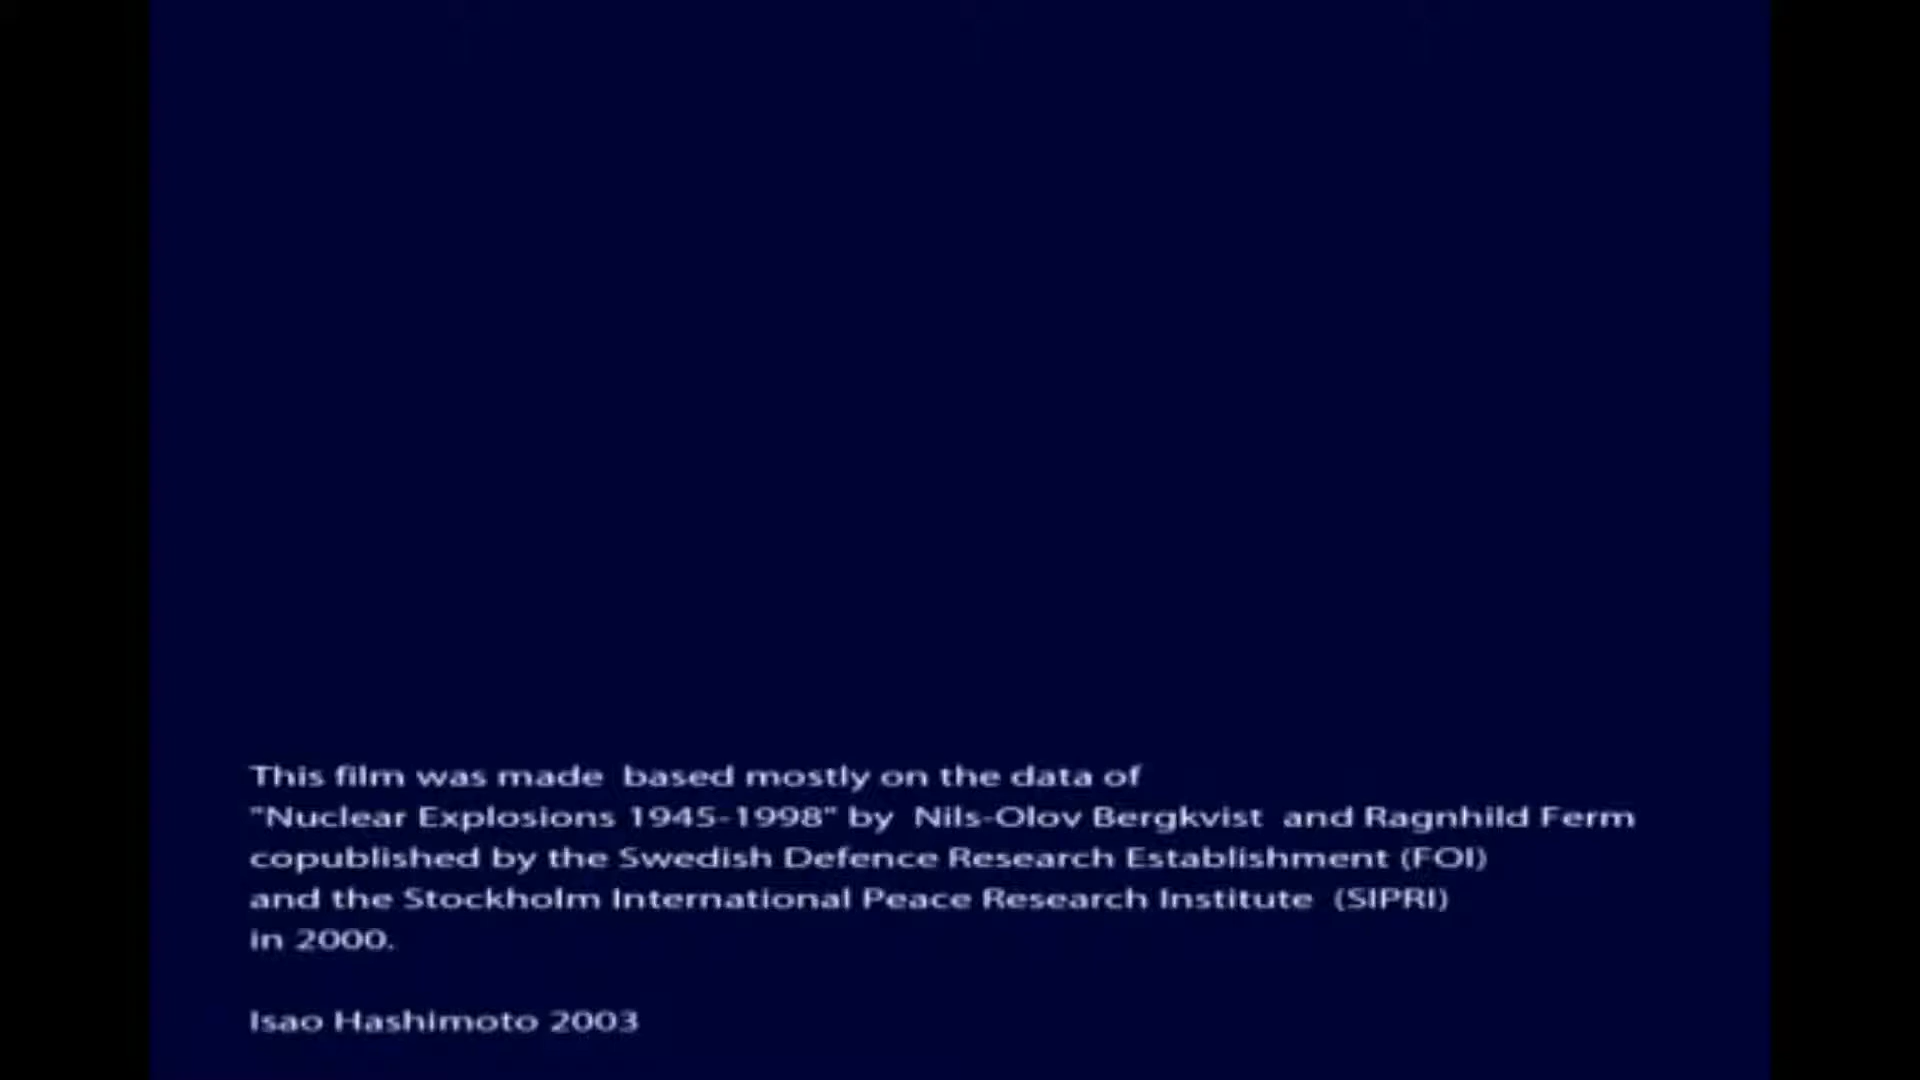 This film was made  based mostly on the data of
"Nuclear Explosions 1945-1998" by  Nils-Olov Bergkvist  and Ragnhild Ferm
copublished by the Swedish Defence Research Establishment (FOI)
and the Stockholm International Peace Research Institute  (SIPRI)
in 2000.
Isao Hashimoto 2003